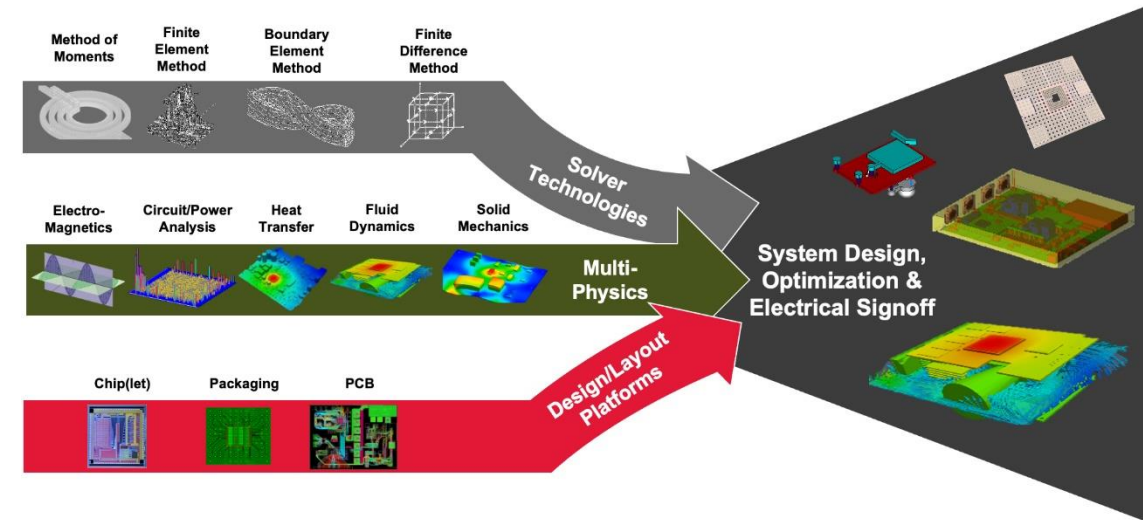 Method of
Moments
Finite
Element
Method
Boundary
Element
Method
Finite
Difference
Method
Solver
Technologies
Electro-
Magnetics
Circuit/Power
Analysis
Heat
Transfer
Fluid
Dynamics
Solid
Mechanics
Multi-
Physics
System Design,
Optimization &
Electrical Signoff
Chip(let)
Packaging
PCB
Design/Layout
Platforms